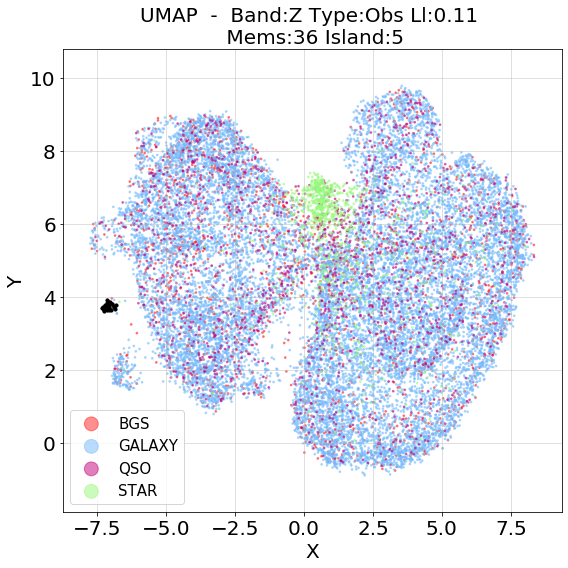 UMAP  -  Band:Z Type:Obs Ll:0.11
Mems:36 Island:5
10
8
6
4
2
0
Y
BGS
GALAXY
QSO
STAR
−7.5 −5.0 −2.5 0.0 2.5 5.0 7.5
X